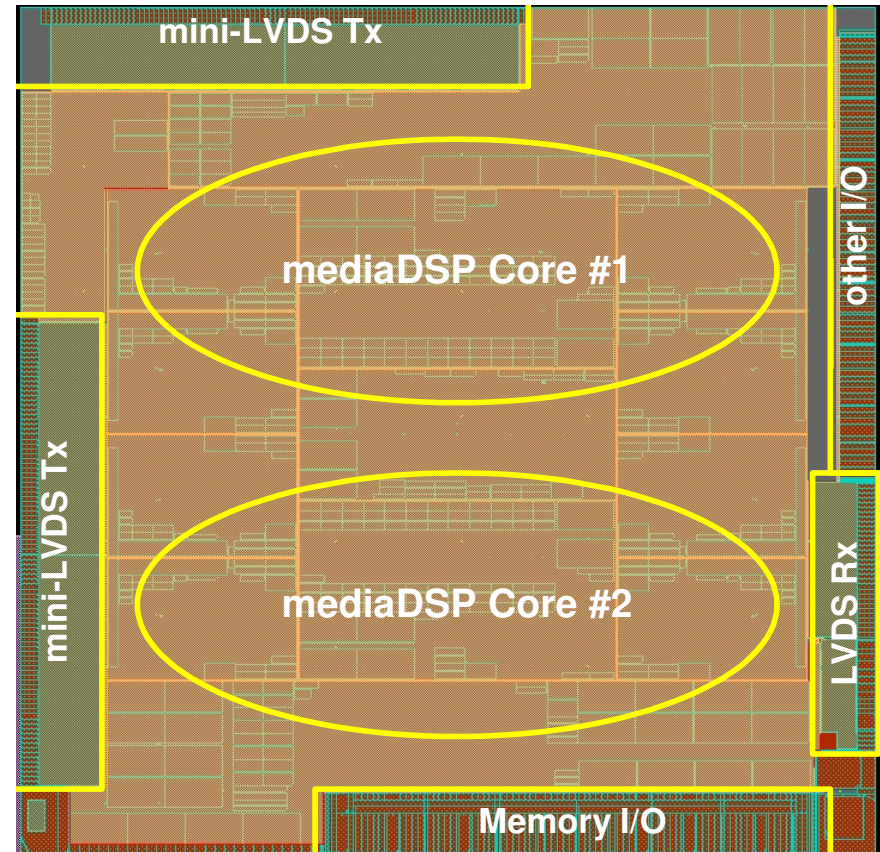 mini-LVDS Tx
other I/O
mediaDSP Core #1
mini-LVDS Tx
mediaDSP Core #2
LVDS Rx
Memory I/O